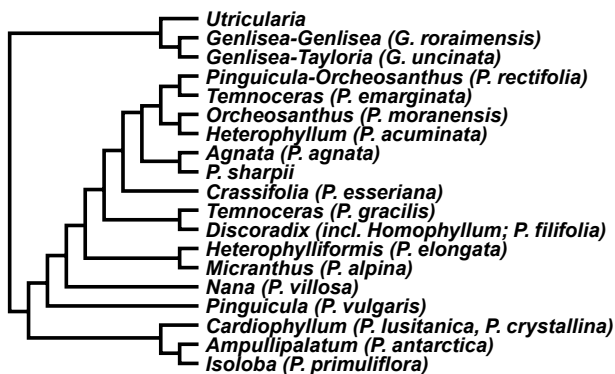 Utricularia
Genlisea-Genlisea (G. roraimensis)
Genlisea-Tayloria (G. uncinata)
Pinguicula-Orcheosanthus (P. rectifolia)
Temnoceras (P. emarginata)
Orcheosanthus (P. moranensis)
Heterophyllum (P. acuminata)
Agnata (P. agnata)
P. sharpii
Crassifolia (P. esseriana)
Temnoceras (P. gracilis)
Discoradix (incl. Homophyllum; P. filifolia)
Heterophylliformis (P. elongata)
Micranthus (P. alpina)
Nana (P. villosa)
Pinguicula (P. vulgaris)
Cardiophyllum (P. lusitanica, P. crystallina)
Ampullipalatum (P. antarctica)
Isoloba (P. primuliflora)